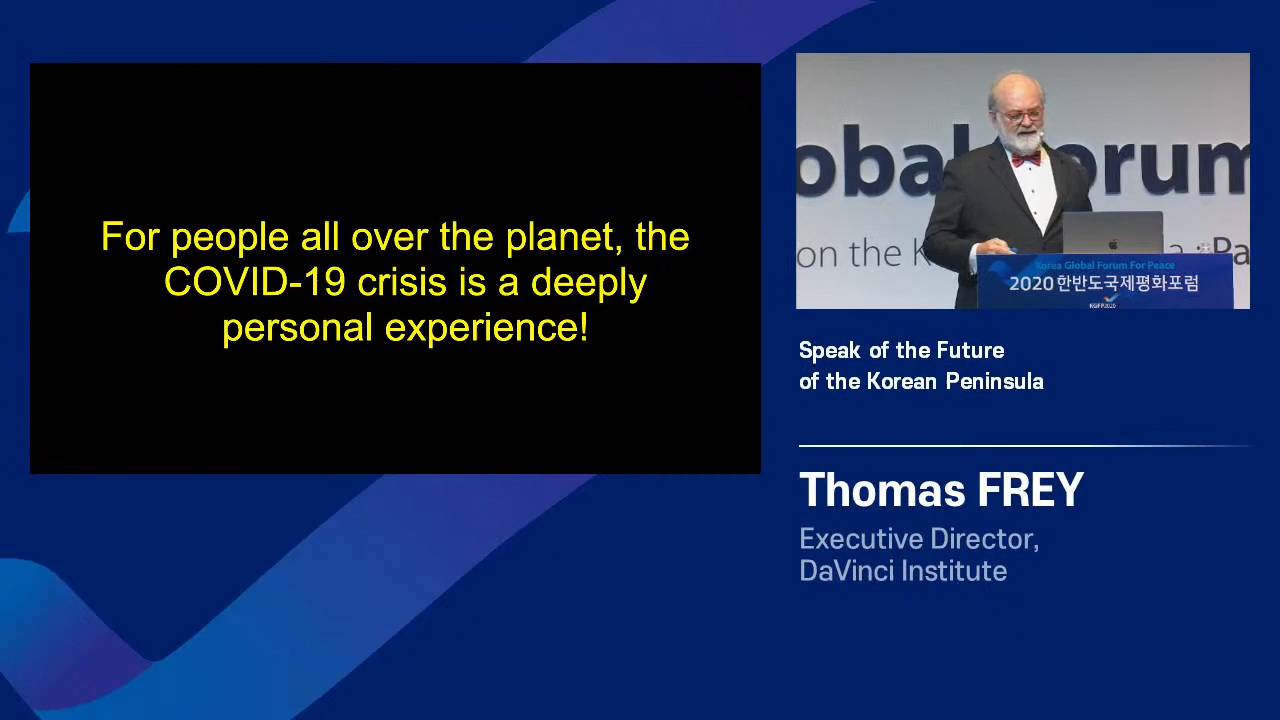 For people all over the planet, the
COVID-19 crisis is a deeply
personal experience!
obal Forum
on the K
Pa
Korea Global Forum For Peace
2020 한반도국제평화포럼
KGFP2020
Speak of the Future
of the Korean Peninsula
Thomas FREY
Executive Director,
DaVinci Institute